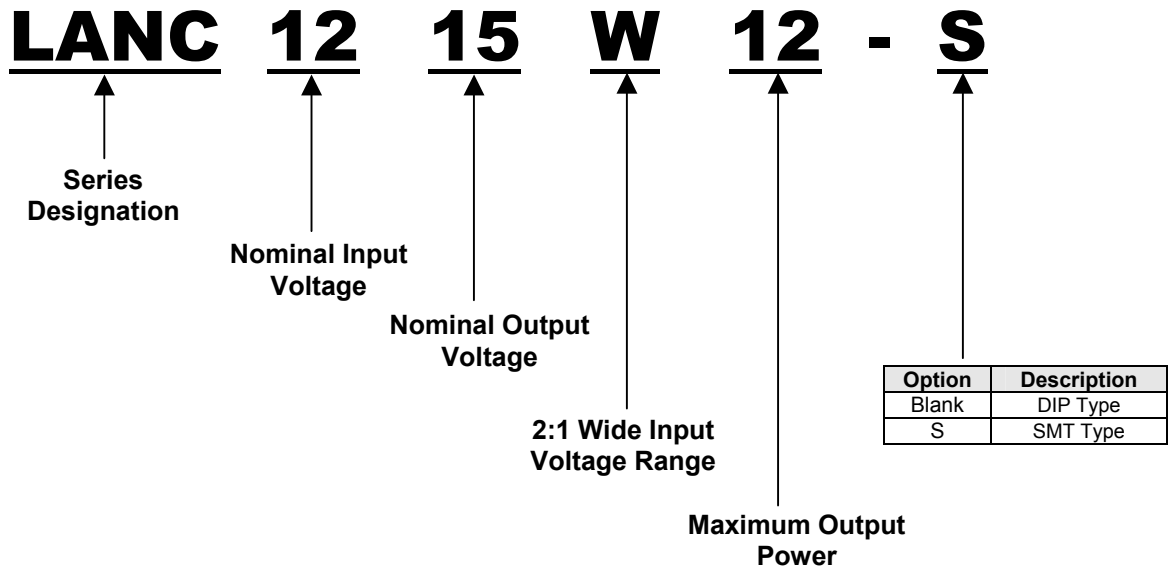 LANC 12 15 W 12 - S
Series
Designation
Nominal Input
Voltage
Nominal Output
Voltage
2:1 Wide Input
Voltage Range
Maximum Output
Power
Option Description
Blank DIP Type
S SMT Type